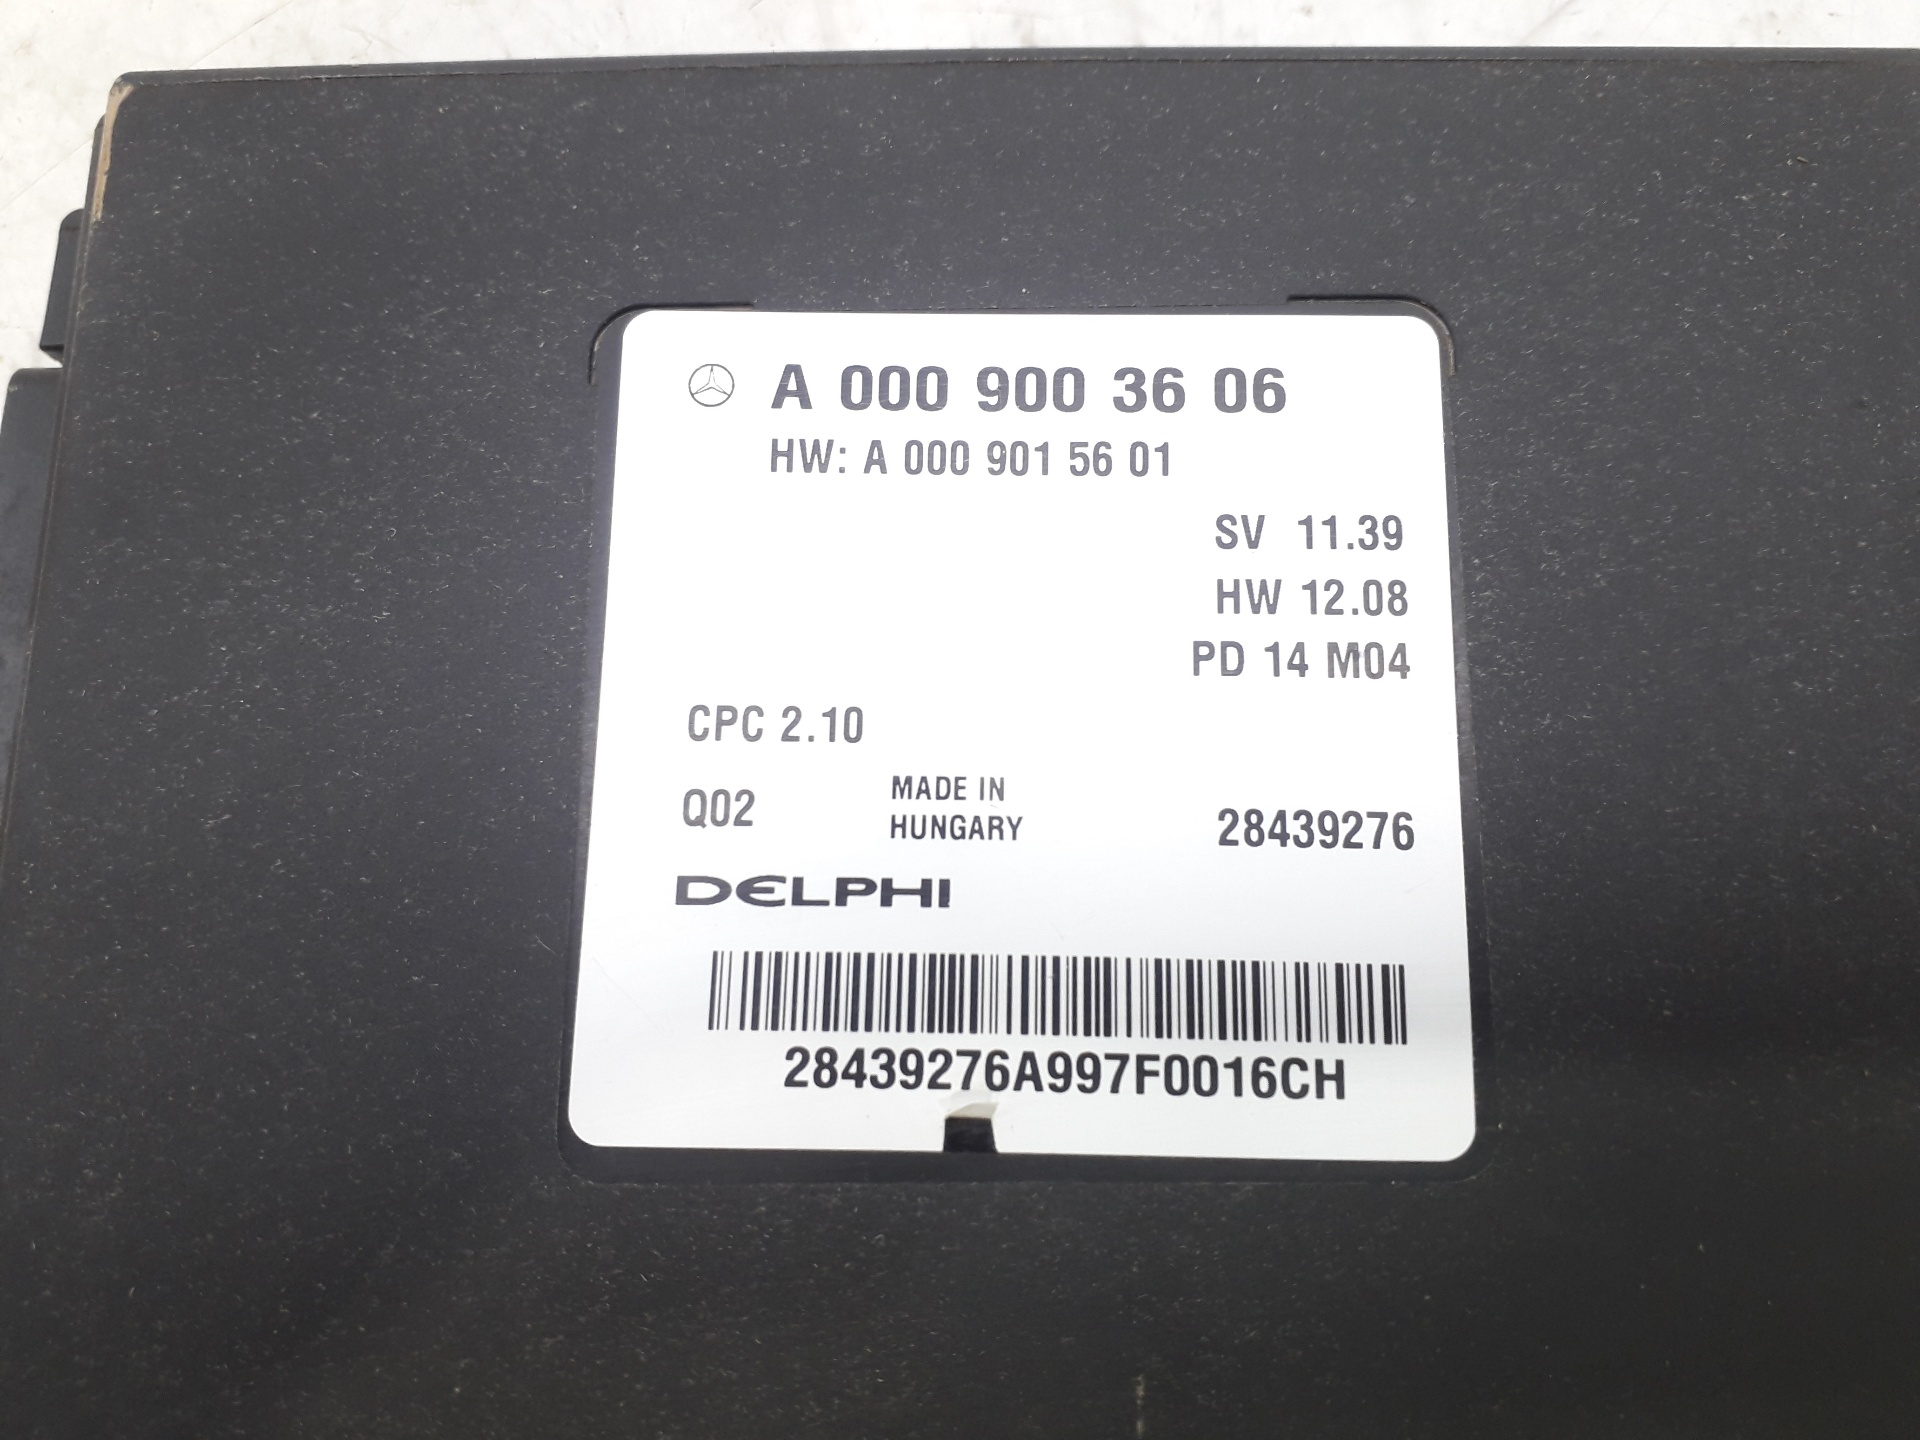 A 000 900 36 06
HW: A 000 901 56 01
SV 11.39
HW 12.08
PD 14 M04
CPC 2.10
Q02
MADE IN
HUNGARY
28439276
DELPHI
28439276A997F0016CH